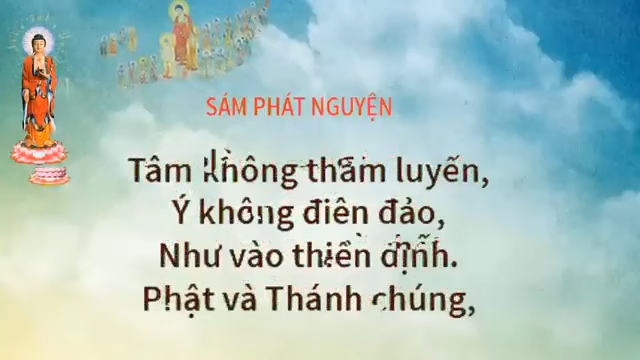 SÁM PHÁT NGUYỆN
Tâm không tham luyến,
Ý không điên đảo,
Như vào thiền định.
Phật và Thánh chúng,